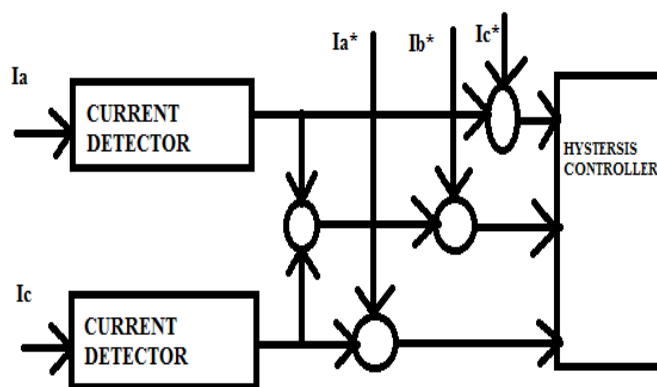 Ia* Ib* Ic*
Ia
CURRENT
DETECTOR
HYSTERSIS
CONTROLLER
Ic
CURRENT
DETECTOR